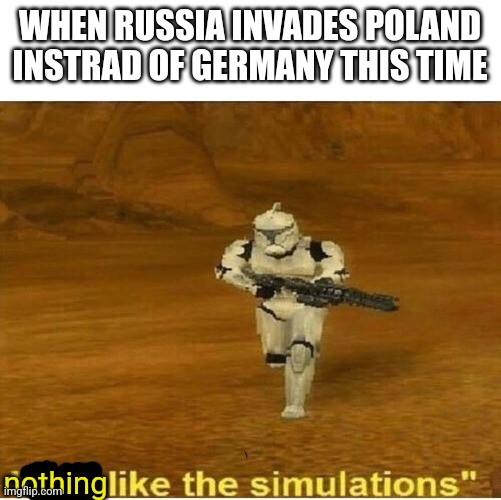 WHEN RUSSIA INVADES POLAND
INSTRAD OF GERMANY THIS TIME
nothing like the simulations"
imgflip.com